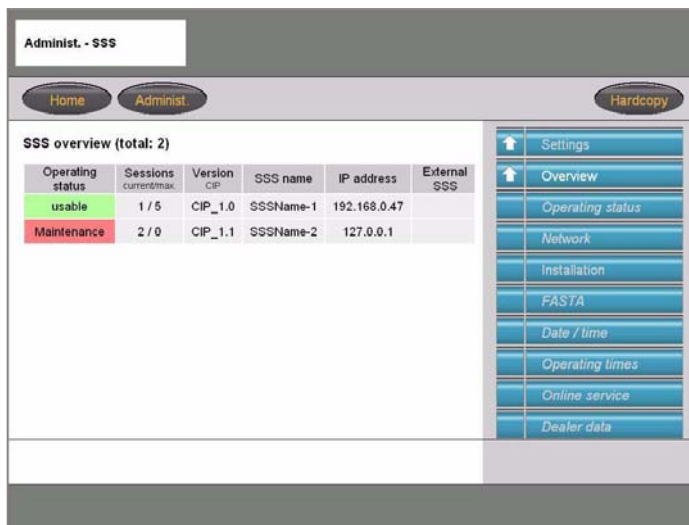 Administ. - SSS
Home Administ. Hardcopy
SSS overview (total: 2)
Operating status Sessions current/max. Version CIP SSS name IP address External SSS
usable 1 / 5 CIP_1.0 SSSName-1 192.168.0.47
Maintenance 2 / 0 CIP_1.1 SSSName-2 127.0.0.1
Settings
Overview
Operating status
Network
Installation
FASTA
Date / time
Operating times
Online service
Dealer data